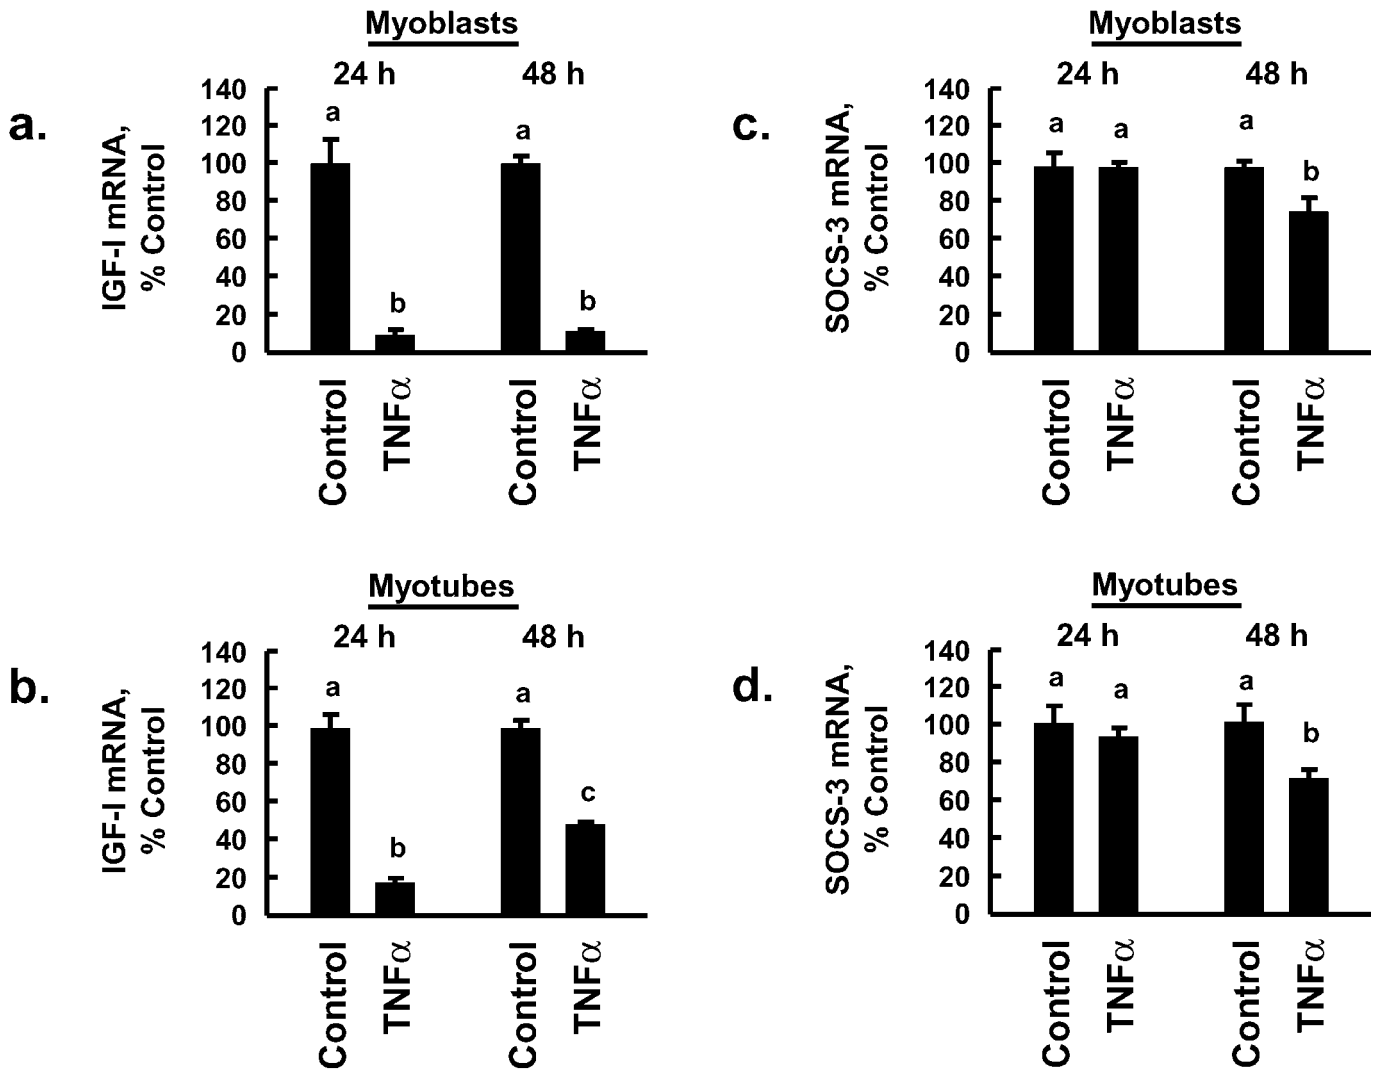 a.
Myoblasts
24 h
48 h
IGF-I mRNA,
% Control
140
120
100
80
60
40
20
0
a
b
a
b
Control
TNFα
Control
TNFα
c.
Myoblasts
24 h
48 h
SOCS-3 mRNA,
% Control
140
120
100
80
60
40
20
0
a
a
a
b
Control
TNFα
Control
TNFα
b.
Myotubes
24 h
48 h
IGF-I mRNA,
% Control
140
120
100
80
60
40
20
0
a
b
a
c
Control
TNFα
Control
TNFα
d.
Myotubes
24 h
48 h
SOCS-3 mRNA,
% Control
140
120
100
80
60
40
20
0
a
a
a
b
Control
TNFα
Control
TNFα